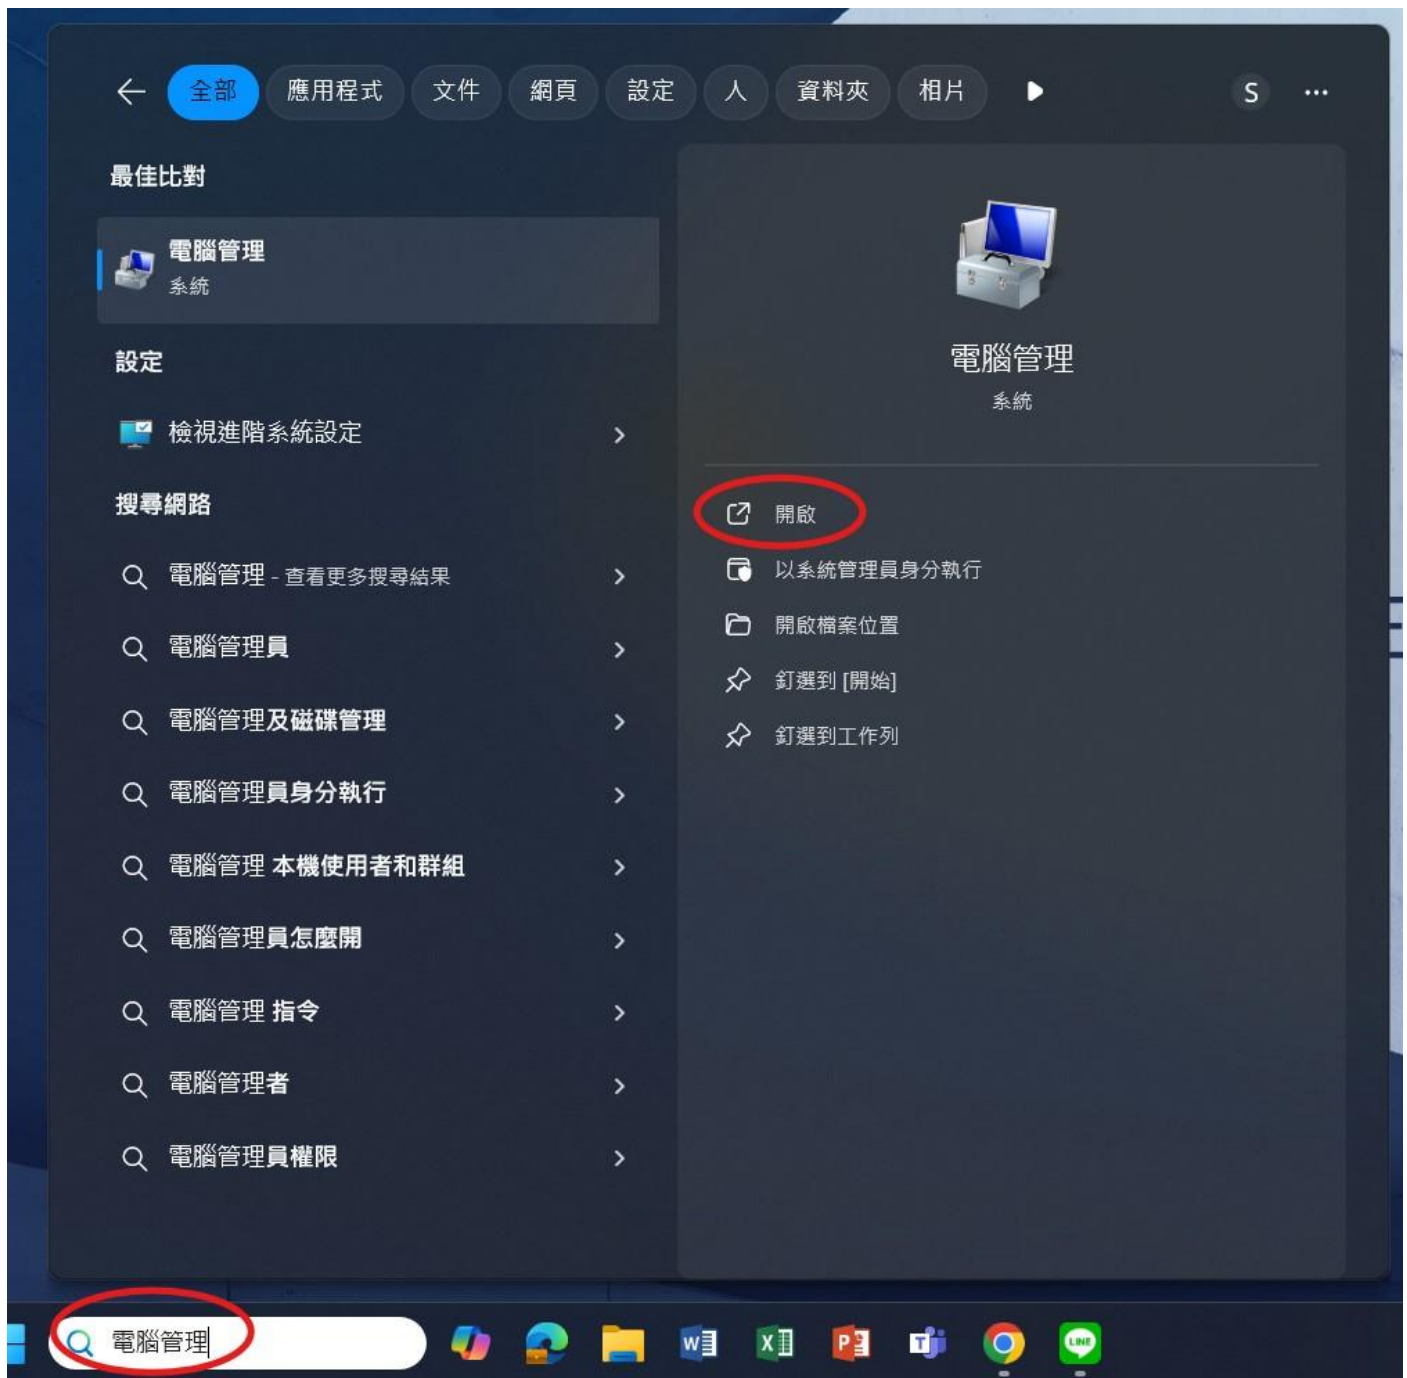 全部 應用程式 文件 網頁 設定 人 資料夾 相片 S
最佳比對
電腦管理
系統
設定
檢視進階系統設定
搜尋網路
電腦管理 - 查看更多搜尋結果
電腦管理員
電腦管理及磁碟管理
電腦管理員身分執行
電腦管理 本機使用者和群組
電腦管理員怎麼開
電腦管理 指令
電腦管理者
電腦管理員權限
電腦管理
系統
開啟
以系統管理員身分執行
開啟檔案位置
釘選到 [開始]
釘選到工作列
電腦管理
LINE